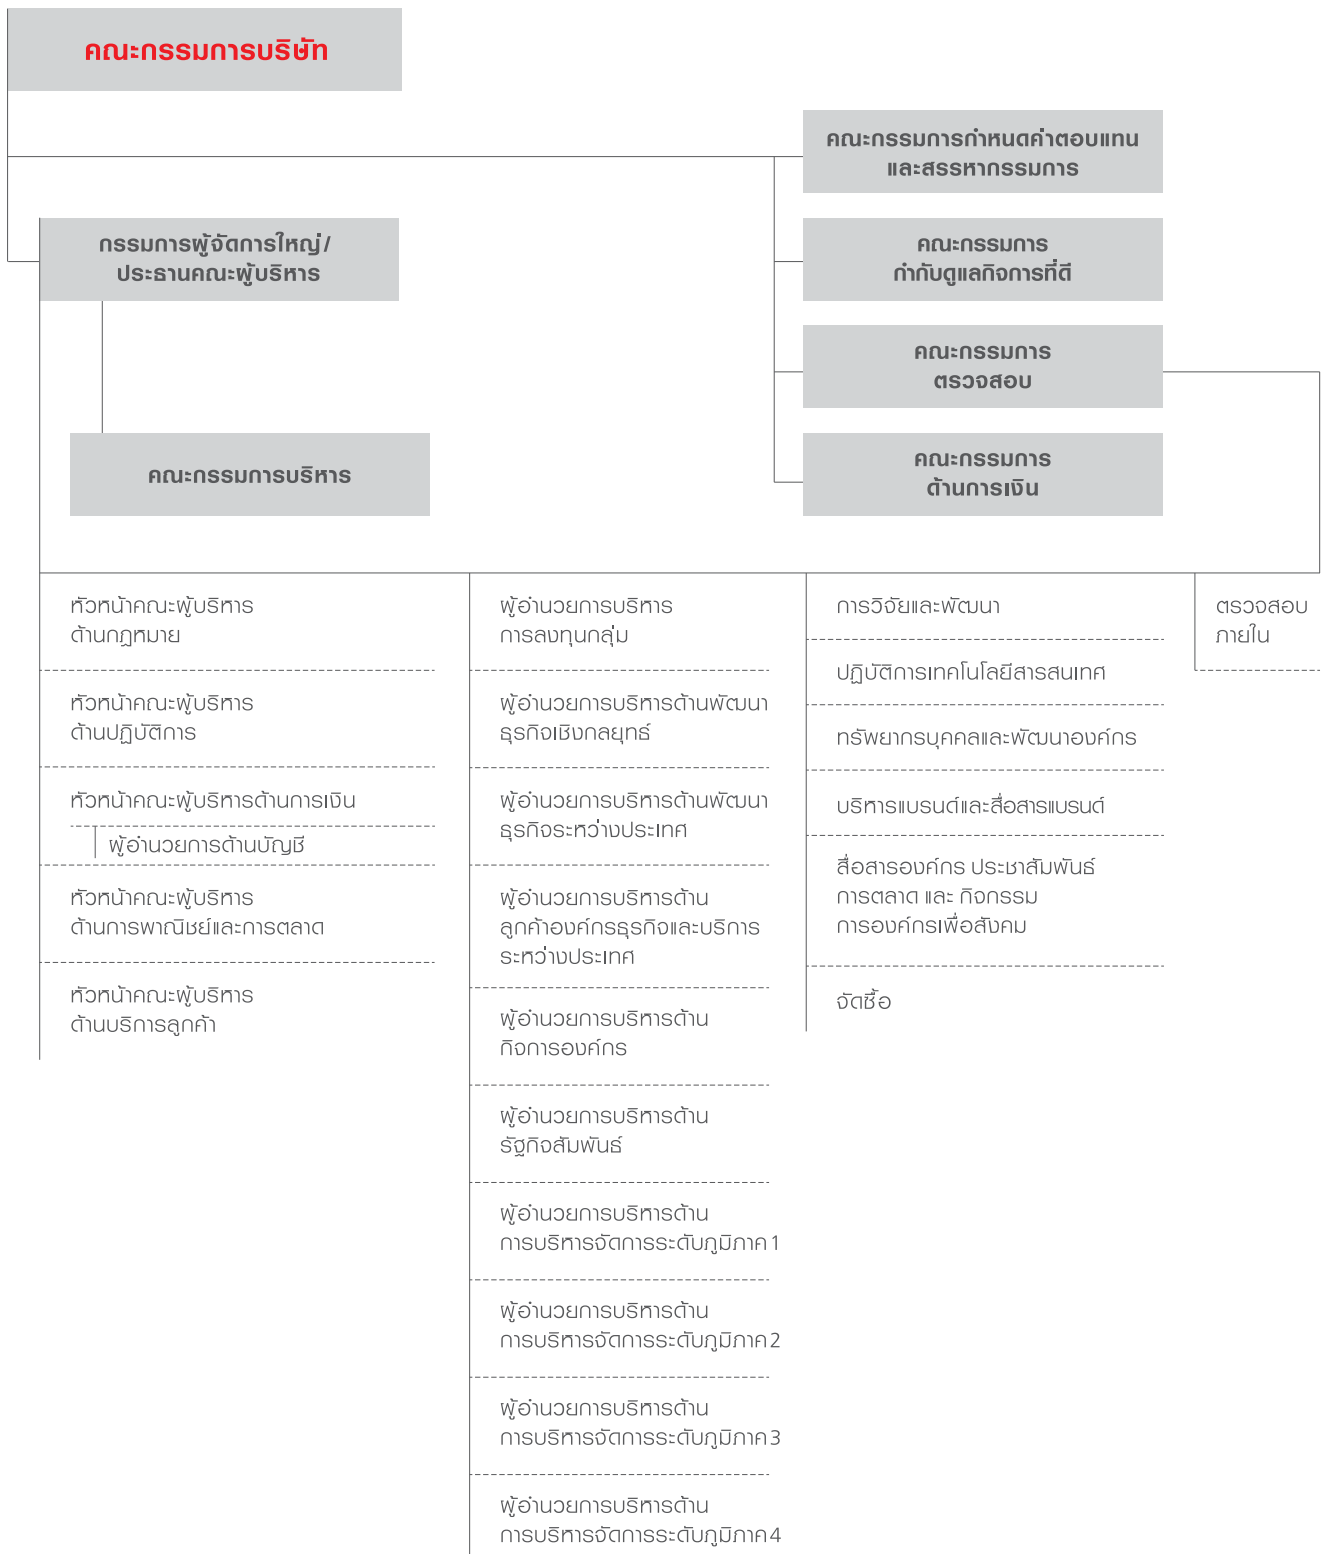 คณะกรรมการบริษัท
คณะกรรมการกำหนดค่าตอบแทน
และสรรหากรรมการ
กรรมการผู้จัดการใหญ่/
ประธานคณะผู้บริหาร
คณะกรรมการ
กำกับดูแลกิจการที่ดี
คณะกรรมการ
ตรวจสอบ
คณะกรรมการบริหาร
คณะกรรมการ
ด้านการเงิน
หัวหน้าคณะผู้บริหาร
ด้านกฎหมาย
หัวหน้าคณะผู้บริหาร
ด้านปฏิบัติการ
หัวหน้าคณะผู้บริหารด้านการเงิน
ผู้อำนวยการด้านบัญชี
หัวหน้าคณะผู้บริหาร
ด้านการพาณิชย์และการตลาด
หัวหน้าคณะผู้บริหาร
ด้านบริการลูกค้า
ผู้อำนวยการบริหาร
การลงทุนกลุ่ม
ผู้อำนวยการบริหารด้านพัฒนา
ธุรกิจเชิงกลยุทธ์
ผู้อำนวยการบริหารด้านพัฒนา
ธุรกิจระหว่างประเทศ
ผู้อำนวยการบริหารด้าน
ลูกค้าองค์กรธุรกิจและบริการ
ระหว่างประเทศ
ผู้อำนวยการบริหารด้าน
กิจการองค์กร
ผู้อำนวยการบริหารด้าน
รัฐกิจสัมพันธ์
ผู้อำนวยการบริหารด้าน
การบริหารจัดการระดับภูมิภาค 1
ผู้อำนวยการบริหารด้าน
การบริหารจัดการระดับภูมิภาค 2
ผู้อำนวยการบริหารด้าน
การบริหารจัดการระดับภูมิภาค 3
ผู้อำนวยการบริหารด้าน
การบริหารจัดการระดับภูมิภาค 4
การวิจัยและพัฒนา
ปฏิบัติการเทคโนโลยีสารสนเทศ
ทรัพยากรบุคคลและพัฒนาองค์กร
บริหารแบรนด์และสื่อสารแบรนด์
สื่อสารองค์กร ประชาสัมพันธ์
การตลาด และ กิจกรรม
การองค์กรเพื่อสังคม
จัดซื้อ
ตรวจสอบ
ภายใน